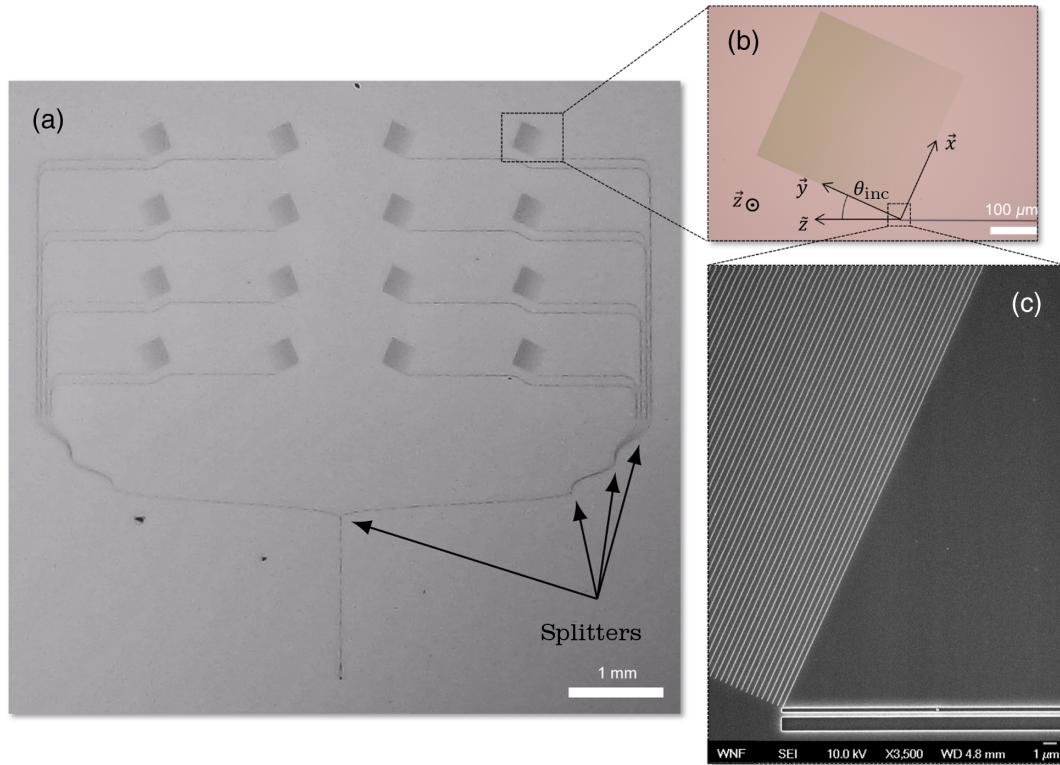 (a)
Splitters
1 mm
(b)
x⃗
y⃗
θinc
z⃗
z̃
100 μm
(c)
WNF SEI 10.0 kV X3,500 WD 4.8 mm 1 μm